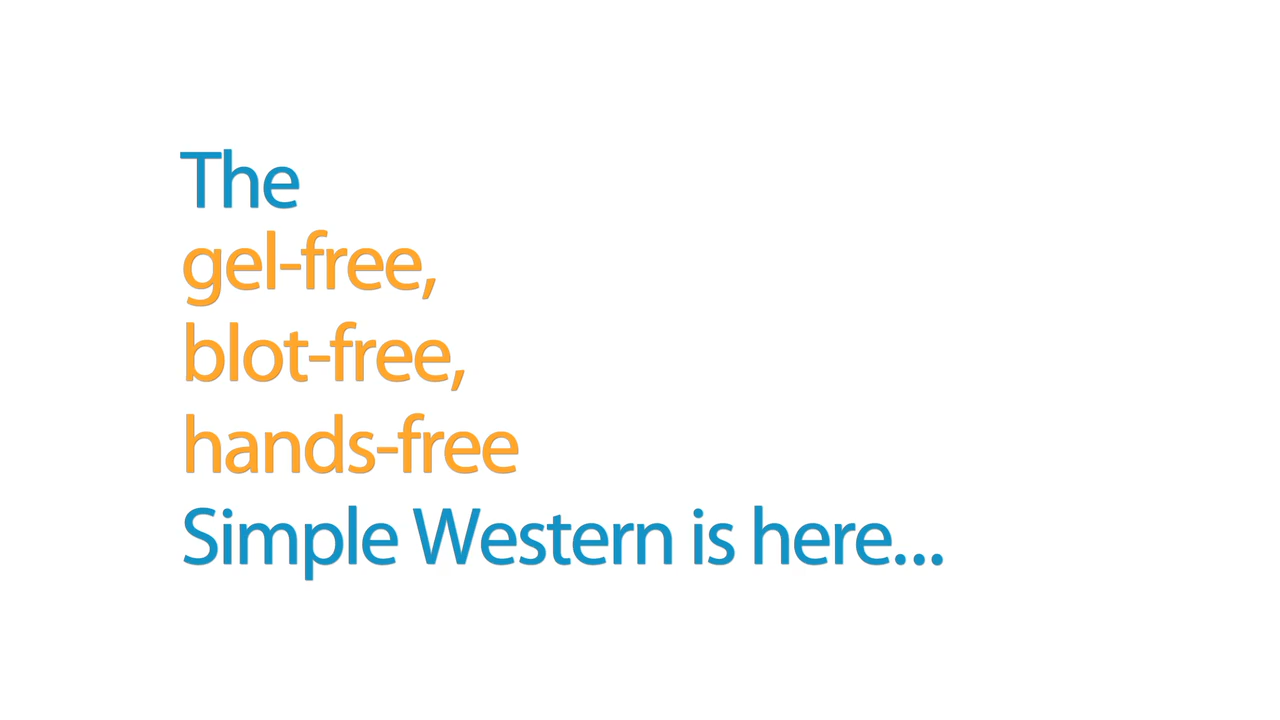 The
gel-free,
blot-free,
hands-free
Simple Western is here...